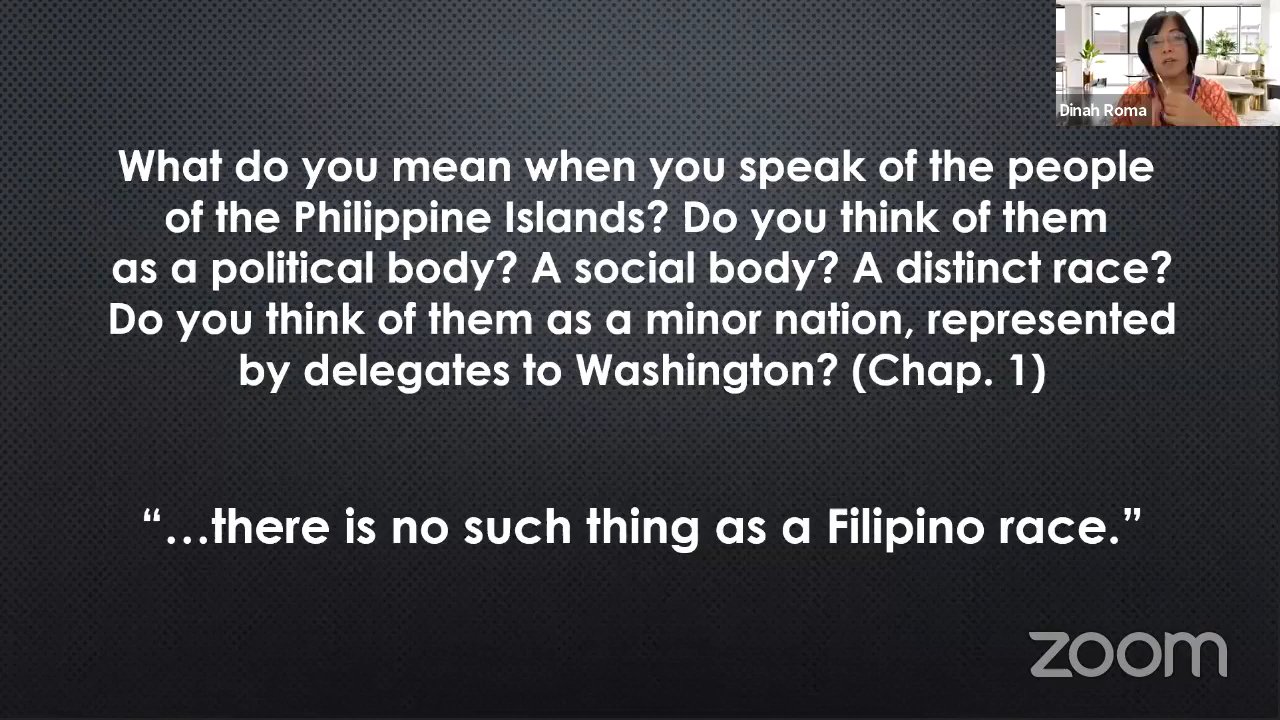 Dinah Roma
What do you mean when you speak of the people
of the Philippine Islands? Do you think of them
as a political body? A social body? A distinct race?
Do you think of them as a minor nation, represented
by delegates to Washington? (Chap. 1)
“…there is no such thing as a Filipino race.”
zoom